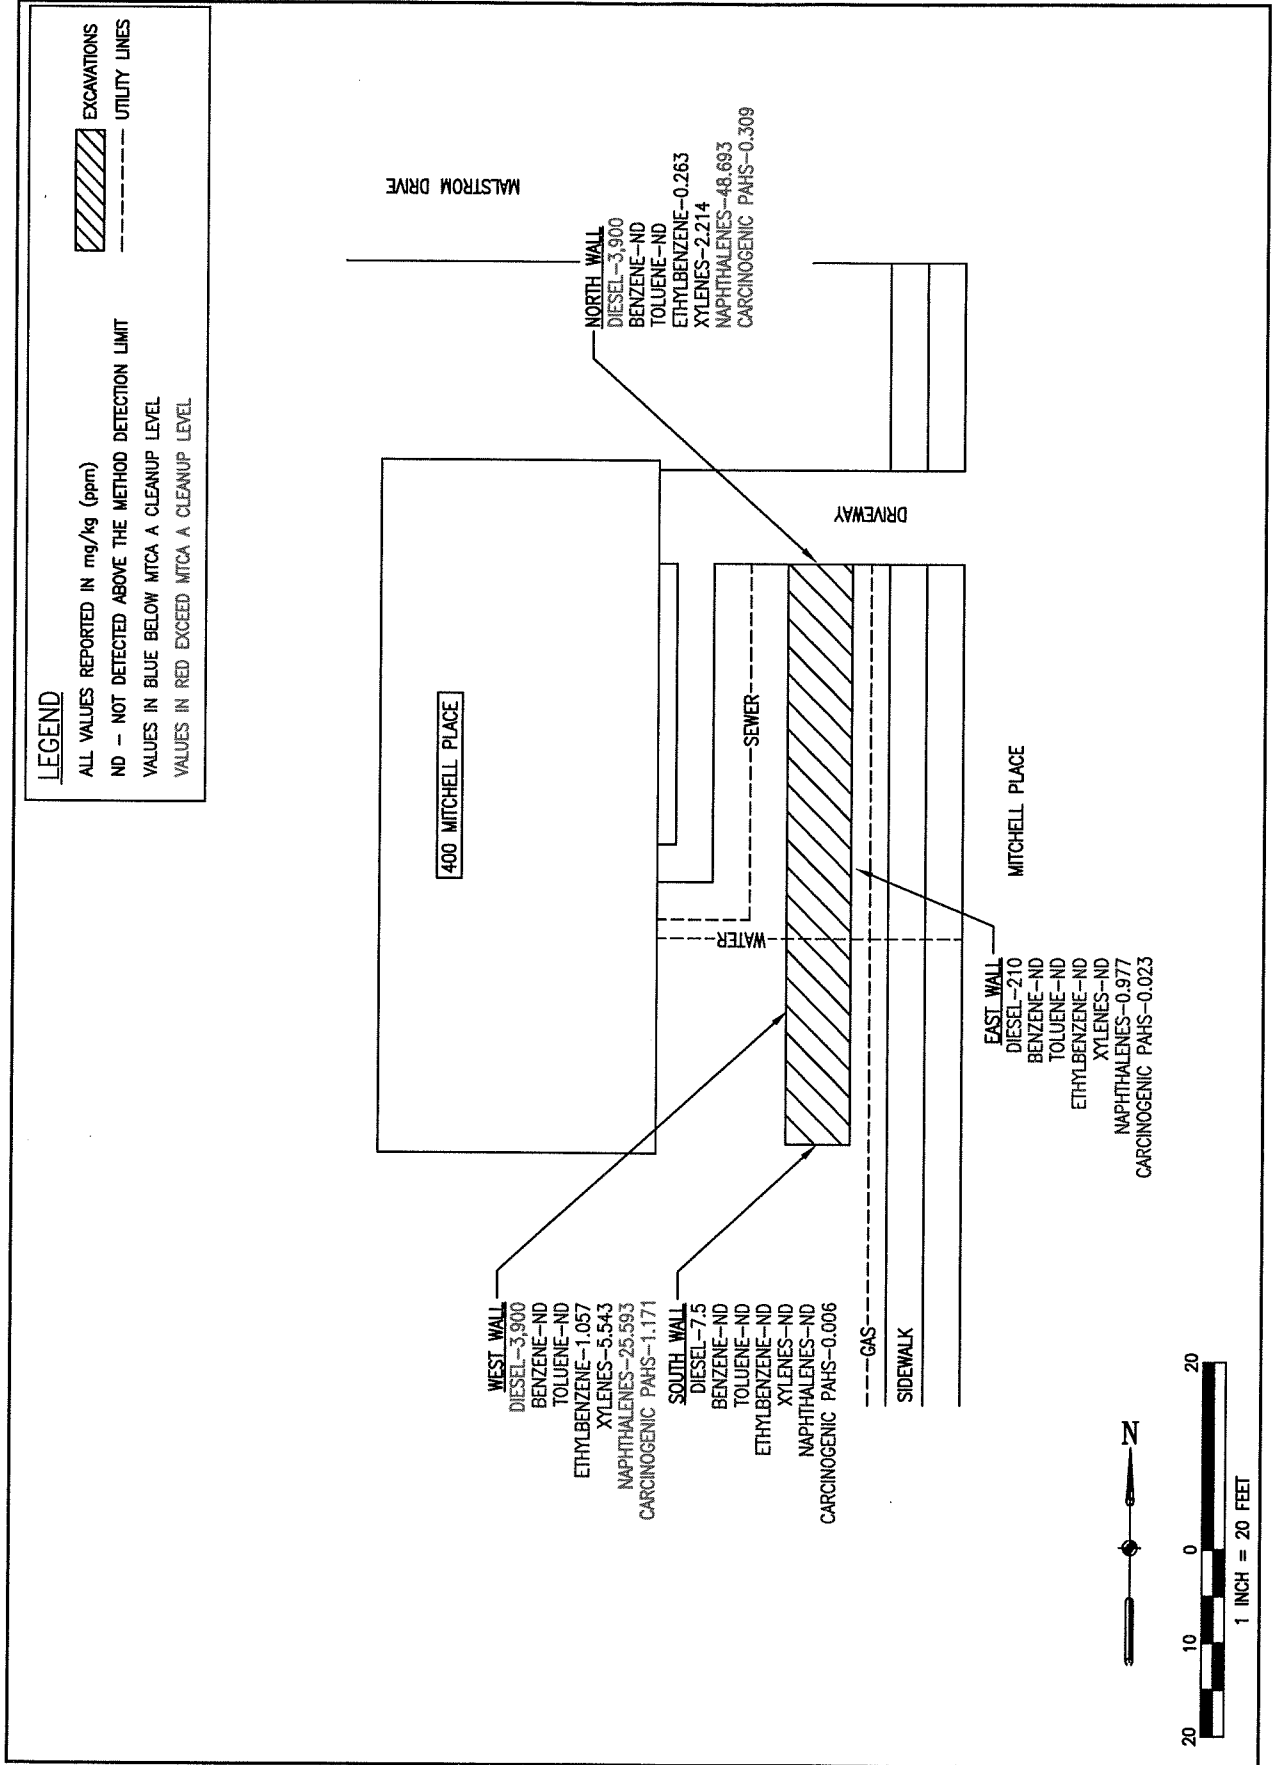 LEGEND
ALL VALUES REPORTED IN mg/kg (ppm)
ND - NOT DETECTED ABOVE THE METHOD DETECTION LIMIT
VALUES IN BLUE BELOW MTCA A CLEANUP LEVEL
VALUES IN RED EXCEED MTCA A CLEANUP LEVEL
EXCAVATIONS
UTILITY LINES
MALSTROM DRIVE
NORTH WALL
DIESEL-3,900
BENZENE-ND
TOLUENE-ND
ETHYLBENZENE-0.263
XYLENES-2.214
NAPHTHALENES-48.693
CARCINOGENIC PAHS-0.309
400 MITCHELL PLACE
DRIVEWAY
SEWER
WATER
MITCHELL PLACE
EAST WALL
DIESEL-210
BENZENE-ND
TOLUENE-ND
ETHYLBENZENE-ND
XYLENES-ND
NAPHTHALENES-0.977
CARCINOGENIC PAHS-0.023
WEST WALL
DIESEL-3,900
BENZENE-ND
TOLUENE-ND
ETHYLBENZENE-1.057
XYLENES-5.543
NAPHTHALENES-25.593
CARCINOGENIC PAHS-1.171
SOUTH WALL
DIESEL-7.5
BENZENE-ND
TOLUENE-ND
ETHYLBENZENE-ND
XYLENES-ND
NAPHTHALENES-ND
CARCINOGENIC PAHS-0.006
GAS
SIDEWALK
N
20 10 0 20
1 INCH = 20 FEET